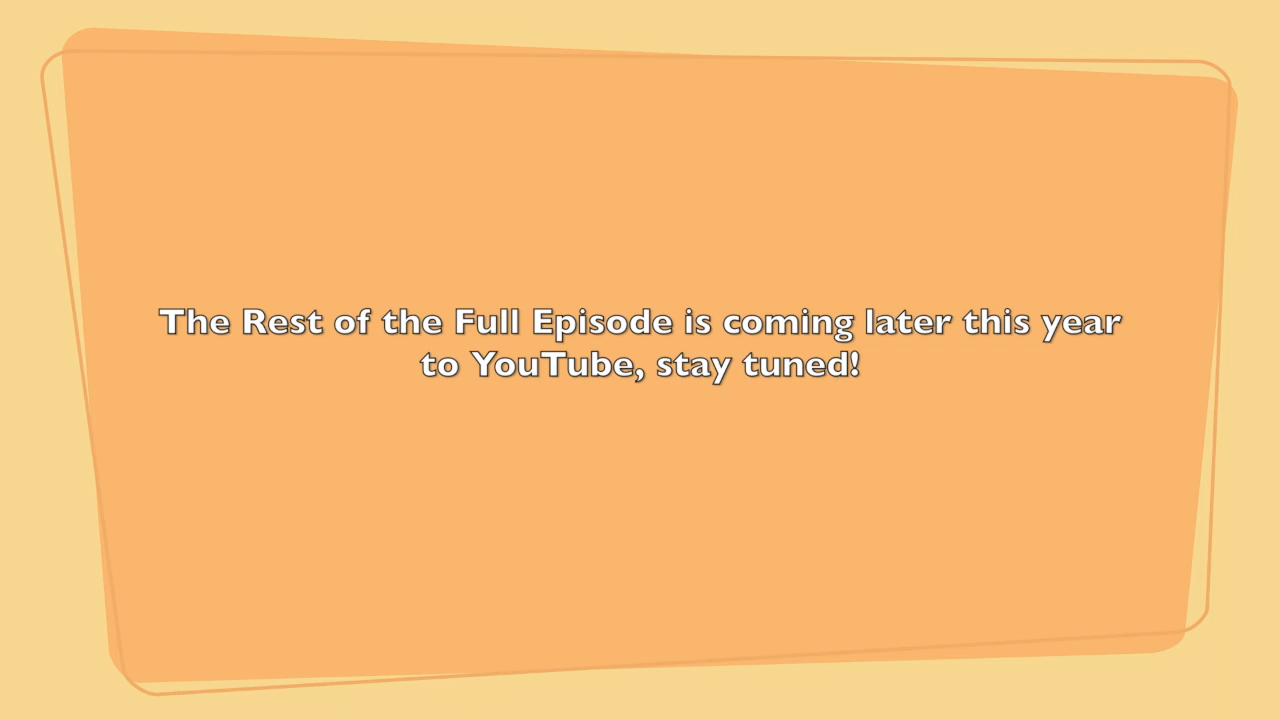 The Rest of the Full Episode is coming later this year
to YouTube, stay tuned!